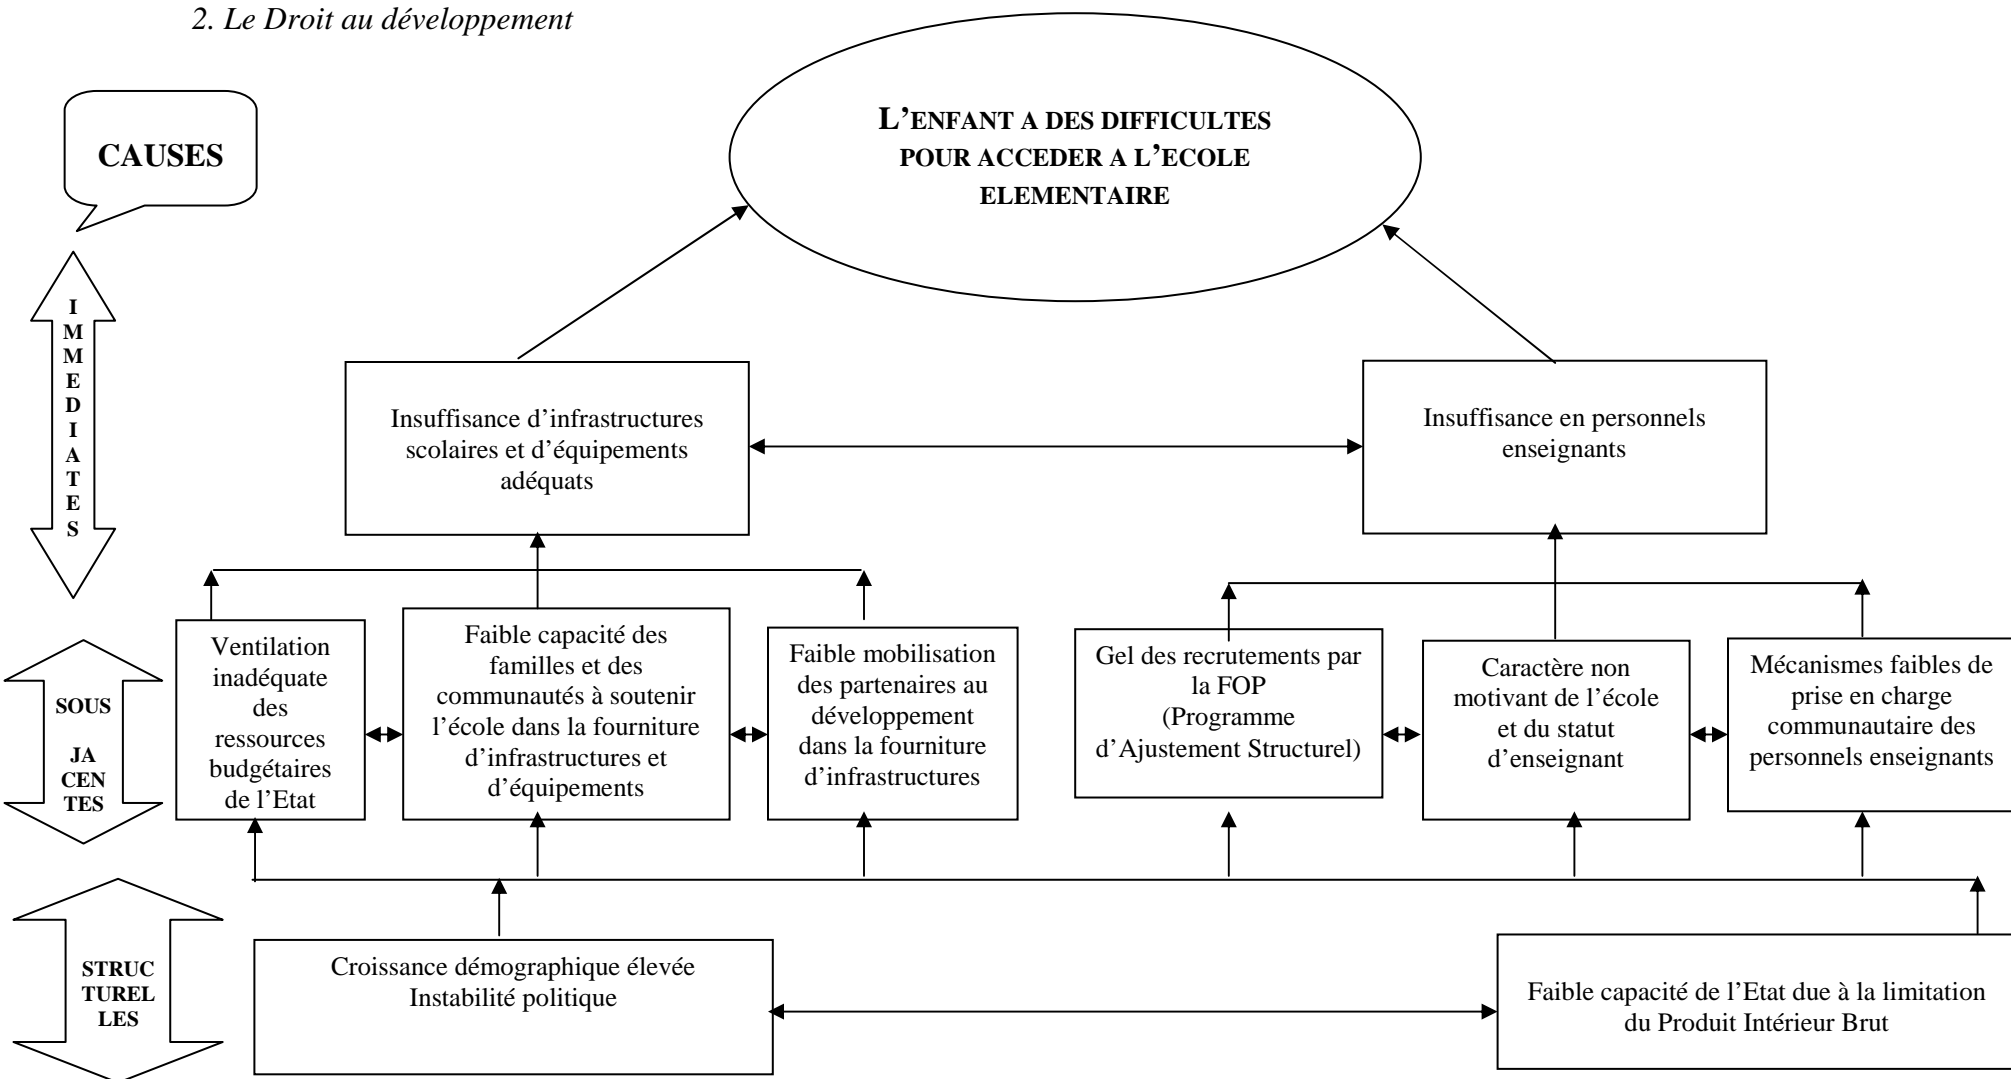 2. Le Droit au développement
L’ENFANT A DES DIFFICULTES
POUR ACCEDER A L’ECOLE
ELEMENTAIRE
CAUSES
I
M
M
E
D
I
A
T
E
S
Insuffisance d’infrastructures
scolaires et d’équipements
adéquats
Insuffisance en personnels
enseignants
SOUS
JA
CEN
TES
Ventilation
inadéquate
des
ressources
budgétaires
de l’Etat
Faible capacité des
familles et des
communautés à soutenir
l’école dans la fourniture
d’infrastructures et
d’équipements
Faible mobilisation
des partenaires au
développement
dans la fourniture
d’infrastructures
Gel des recrutements par
la FOP
(Programme
d’Ajustement Structurel)
Caractère non
motivant de l’école
et du statut
d’enseignant
Mécanismes faibles de
prise en charge
communautaire des
personnels enseignants
STRUC
TUREL
LES
Croissance démographique élevée
Instabilité politique
Faible capacité de l’Etat due à la limitation
du Produit Intérieur Brut